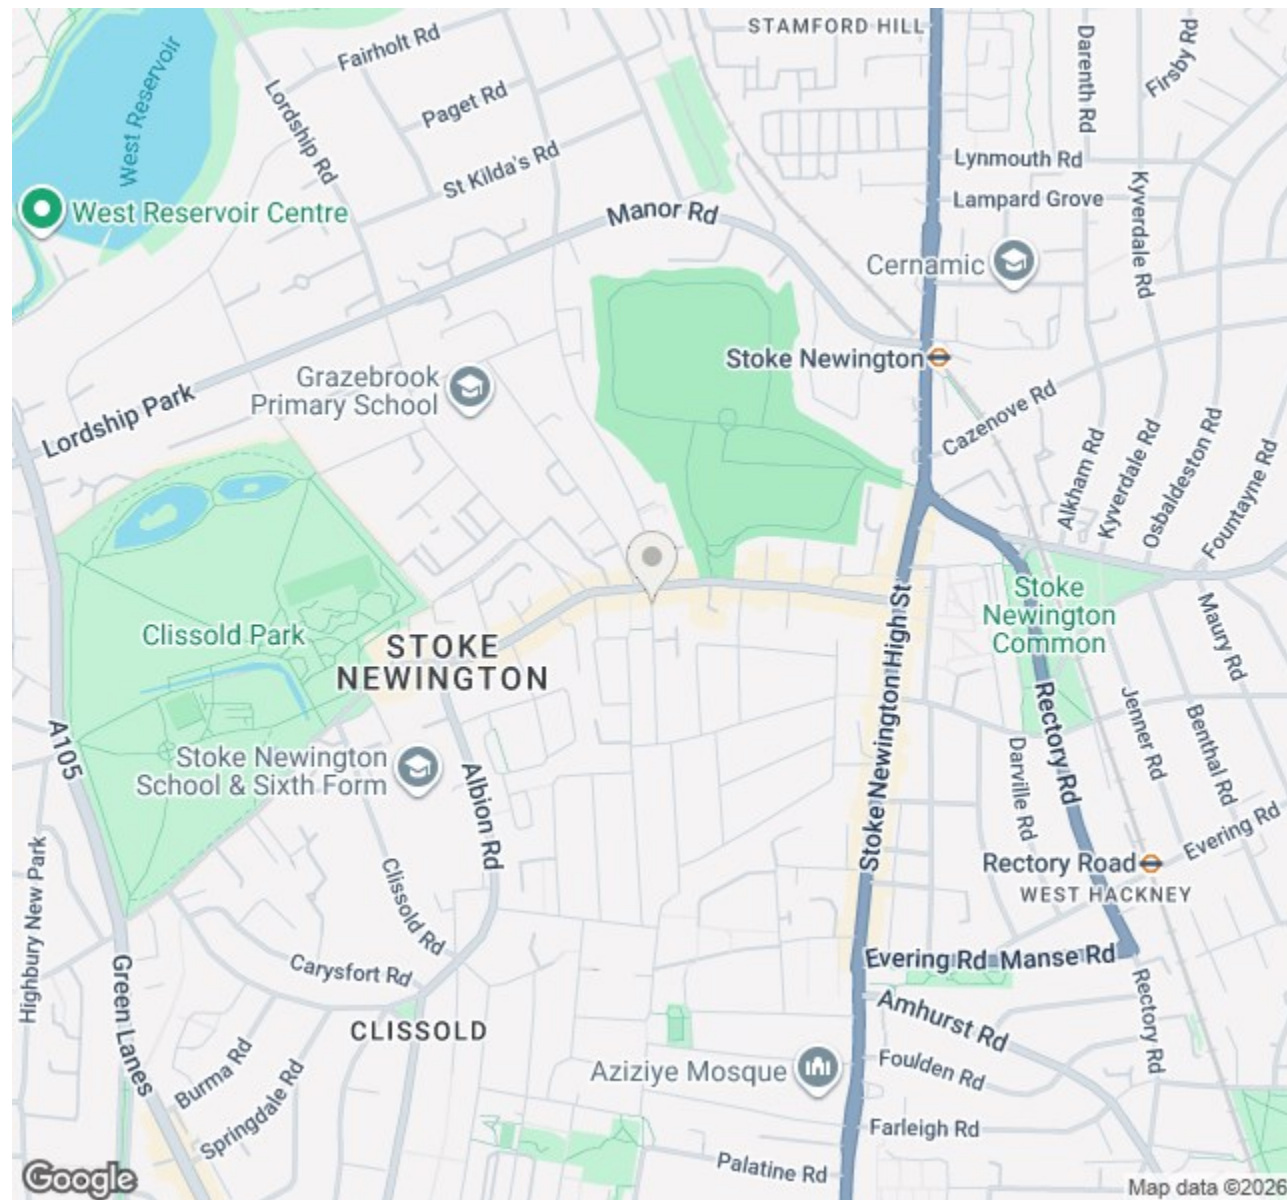 STAMFORD HILL
Fairholt Rd
West Reservoir
Lordship Rd
Paget Rd
Darenth Rd
Firsby Rd
St Kilda's Rd
Lynmouth Rd
Lampard Grove
Kyverdale Rd
West Reservoir Centre
Manor Rd
Cernamic
Stoke Newington
Grazebrook
Primary School
Lordship Park
Cazenove Rd
Alkham Rd
Kyverdale Rd
Osbaldeston Rd
Fountayne Rd
Stoke
Newington
Common
Clissold Park
STOKE
NEWINGTON
Stoke Newington High St
Maury Rd
Rectory Rd
Jenner Rd
Benthal Rd
A105
Stoke Newington
School & Sixth Form
Albion Rd
Darville Rd
Evering Rd
Rectory Road
WEST HACKNEY
Highbury New Park
Clissold Rd
Evering Rd
Manse Rd
Carysfort Rd
Green Lanes
Amhurst Rd
Rectory Rd
CLISSOLD
Burma Rd
Springdale Rd
Aziziye Mosque
Foulden Rd
Farleigh Rd
Palatine Rd
Google
Map data ©2026